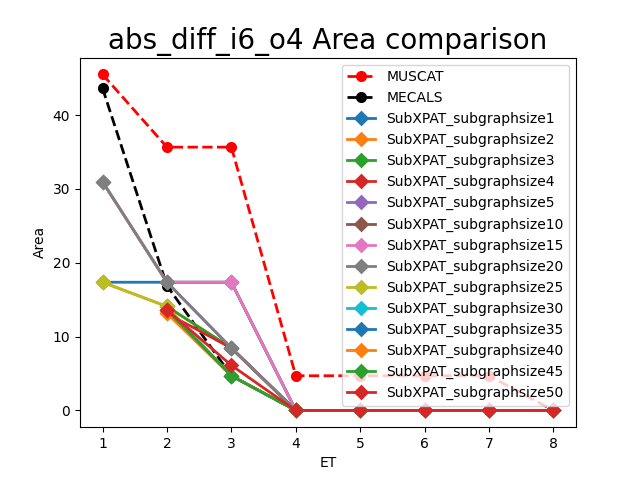 abs_diff_i6_o4 Area comparison
MUSCAT
MECALS
SubXPAT_subgraphsize1
SubXPAT_subgraphsize2
SubXPAT_subgraphsize3
SubXPAT_subgraphsize4
SubXPAT_subgraphsize5
SubXPAT_subgraphsize10
SubXPAT_subgraphsize15
SubXPAT_subgraphsize20
SubXPAT_subgraphsize25
SubXPAT_subgraphsize30
SubXPAT_subgraphsize35
SubXPAT_subgraphsize40
SubXPAT_subgraphsize45
SubXPAT_subgraphsize50
Area
40
30
20
10
0
1 2 3 4 5 6 7 8
ET